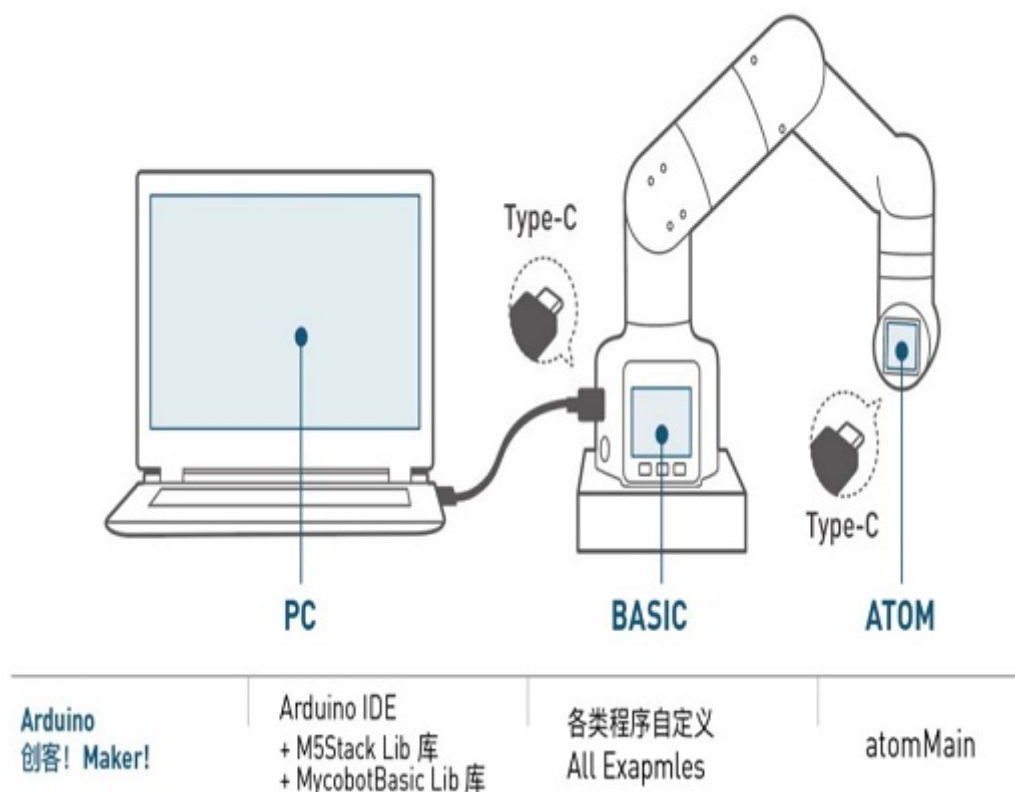 Type-C
Type-C
PC
BASIC
ATOM
Arduino
创客！Maker!
Arduino IDE
+ M5Stack Lib 库
+ MycobotBasic Lib 库
各类程序自定义
All Exapmles
atomMain